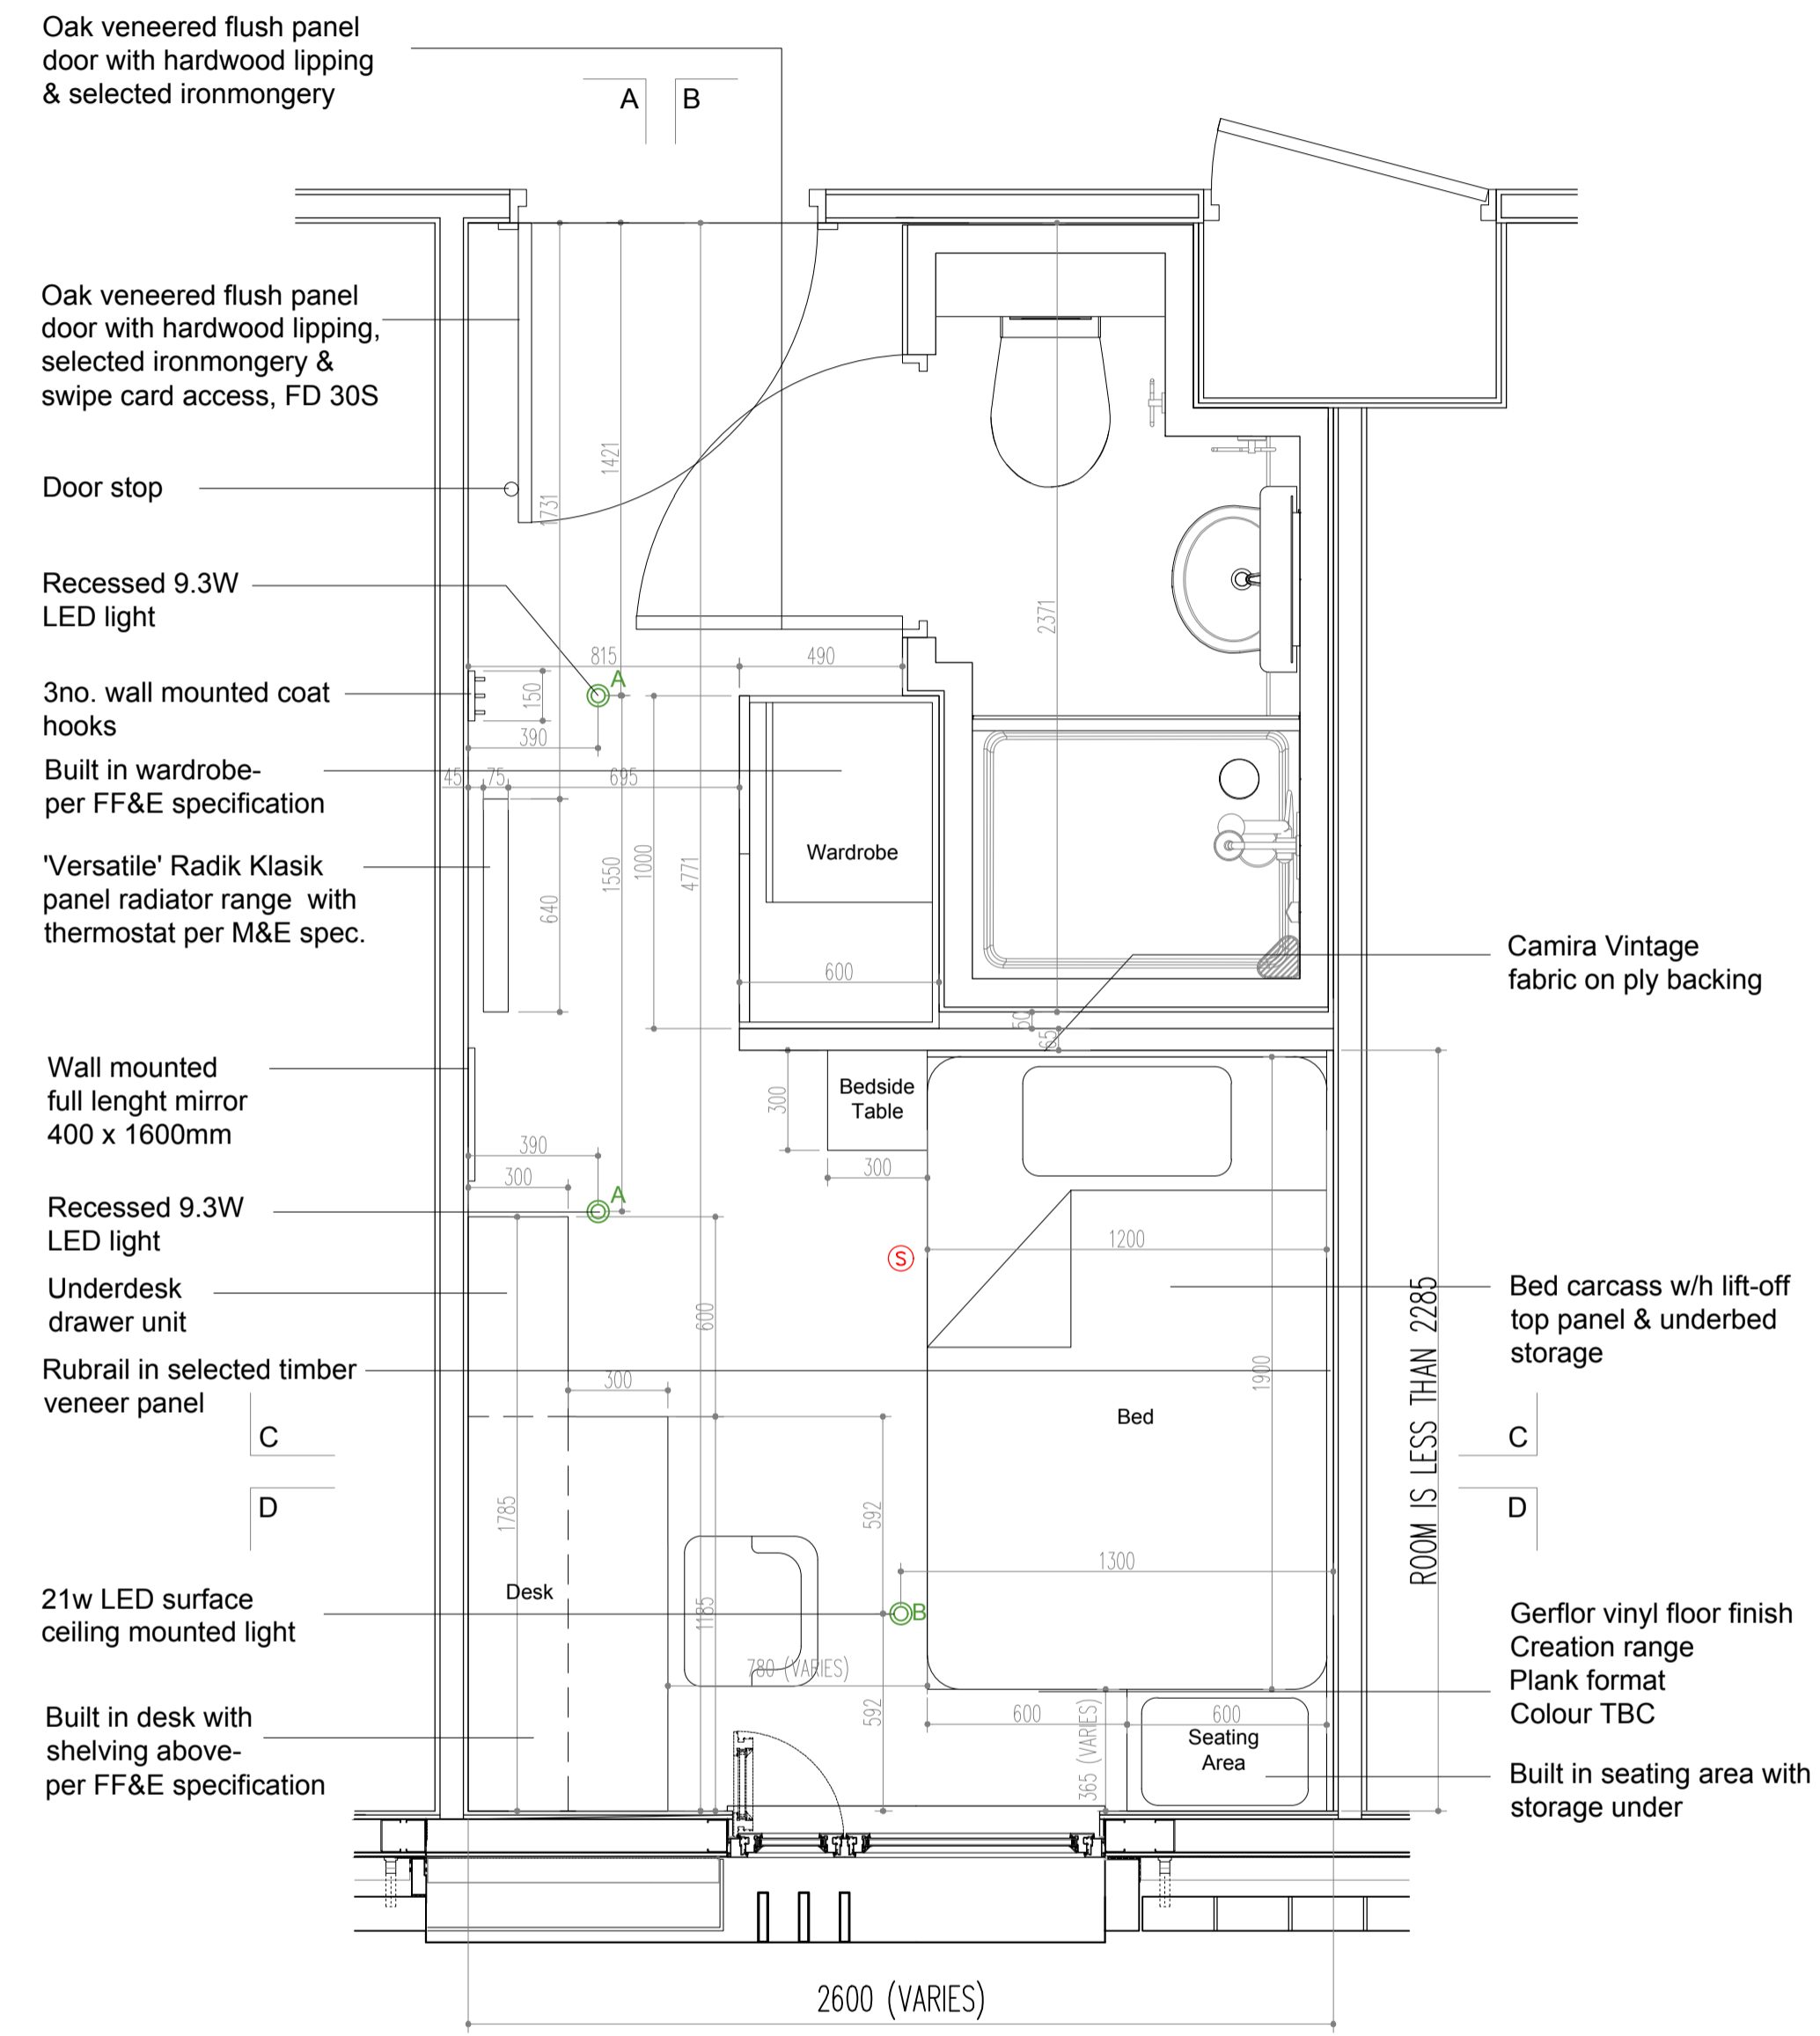 Oak veneered flush panel
door with hardwood lipping
& selected ironmongery
A
B
Oak veneered flush panel
door with hardwood lipping,
selected ironmongery &
swipe card access, FD 30S
Door stop
Recessed 9.3W
LED light
3no. wall mounted coat
hooks
Built in wardrobe-
per FF&E specification
'Versatile' Radik Klasik
panel radiator range with
thermostat per M&E spec.
Wall mounted
full lenght mirror
400 x 1600mm
Recessed 9.3W
LED light
Underdesk
drawer unit
Rubrail in selected timber
veneer panel
C
D
21w LED surface
ceiling mounted light
Built in desk with
shelving above-
per FF&E specification
1421
1731
2371
815
490
A
150
390
45
75
695
1550
1000
4771
640
Wardrobe
600
50
65
300
Bedside
Table
300
390
300
A
S
1200
600
300
1900
Bed
1785
592
1300
Desk
B
1185
780 (VARIES)
592
600
600
365 (VARIES)
Seating
Area
2600 (VARIES)
Camira Vintage
fabric on ply backing
ROOM IS LESS THAN 2285
Bed carcass w/h lift-off
top panel & underbed
storage
C
D
Gerflor vinyl floor finish
Creation range
Plank format
Colour TBC
Built in seating area with
storage under